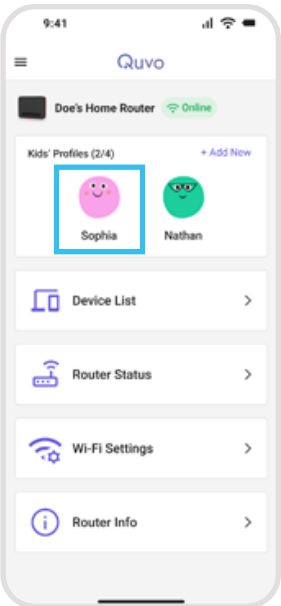 9:41
Quvo
Doe's Home Router Online
Kids' Profiles (2/4) + Add New
Sophia Nathan
Device List
Router Status
Wi-Fi Settings
Router Info